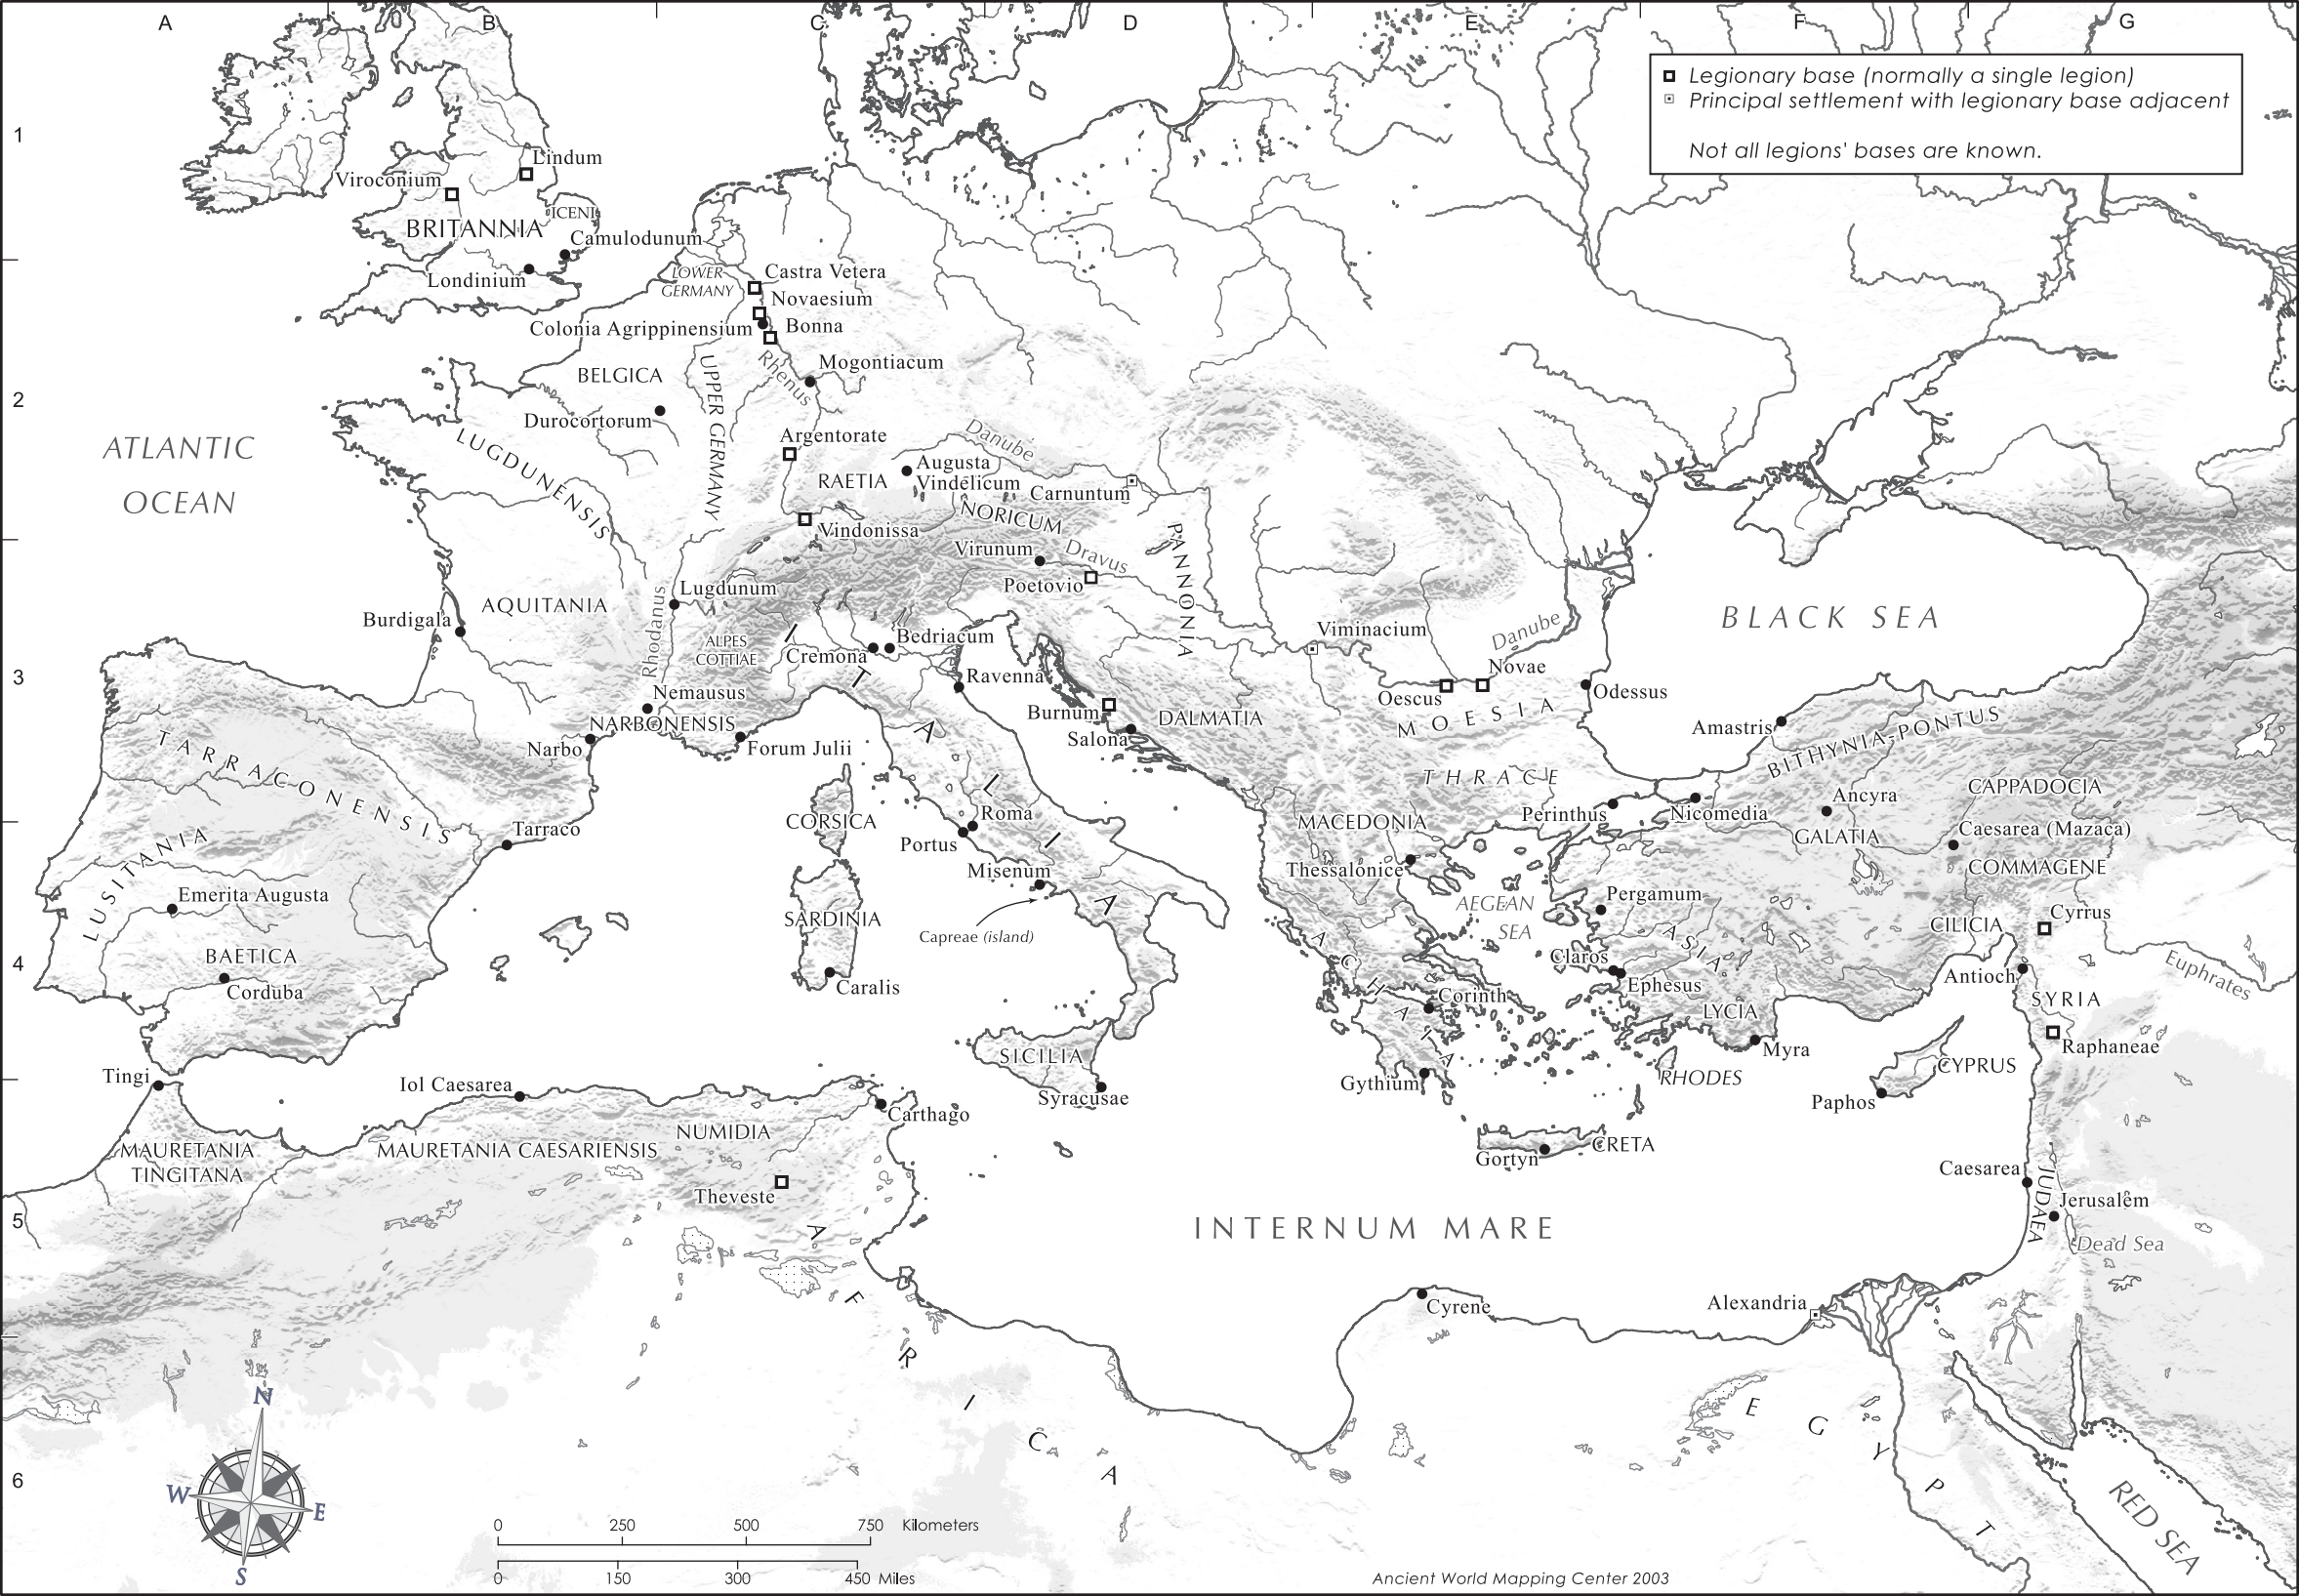 A
B
C
D
E
F
G
1
2
3
4
5
6
Legionary base (normally a single legion)
Principal settlement with legionary base adjacent
Not all legions' bases are known.
Lindum
Viroconium
ICENI
BRITANNIA
Camulodunum
Londinium
LOWER
GERMANY
Castra Vetera
Novaesium
Colonia Agrippinensium
Bonna
Rhenus
Mogontiacum
BELGICA
UPPER GERMANY
Durocortorum
ATLANTIC
OCEAN
LUGDUNENSIS
Argentorate
RAETIA
Augusta
Vindelicum
Danube
Carnuntum
NORICUM
Vindonissa
Virunum
Dravus
Poetovio
PANNONIA
Lugdunum
AQUITANIA
Burdigala
Rhodanus
ALPES
COTTIAE
Bedriacum
Cremona
Ravenna
Viminacium
Danube
Novae
Oescus
MOESIA
Odessus
BLACK SEA
Nemausus
NARBONENSIS
Narbo
Forum Julii
Burnum
DALMATIA
Salona
Amastris
BITHYNIA-PONTUS
TARRACONENSIS
ITALIA
THRACE
CAPPADOCIA
Perinthus
Nicomedia
Ancyra
GALATIA
Caesarea (Mazaca)
COMMAGENE
CORSICA
Roma
Portus
MACEDONIA
Thessalonice
Tarraco
LUSITANIA
Misenum
Emerita Augusta
SARDINIA
Capreae (island)
AEGEAN
SEA
Pergamum
ASIA
CILICIA
Cyrrus
BAETICA
Corduba
Caralis
ACHAIA
Claros
Ephesus
Antioch
Euphrates
SYRIA
Corinth
LYCIA
Myra
Raphaneae
SICILIA
Syracusae
Gythium
RHODES
CYPRUS
Paphos
Tingi
Iol Caesarea
Carthago
NUMIDIA
MAURETANIA
TINGITANA
MAURETANIA CAESARIENSIS
Theveste
Gortyn
CRETA
Caesarea
JUDAEA
Jerusalem
Dead Sea
INTERNUM MARE
AFRICA
Cyrene
Alexandria
EGYPT
RED SEA
N
W
E
S
0 250 500 750 Kilometers
0 150 300 450 Miles
Ancient World Mapping Center 2003